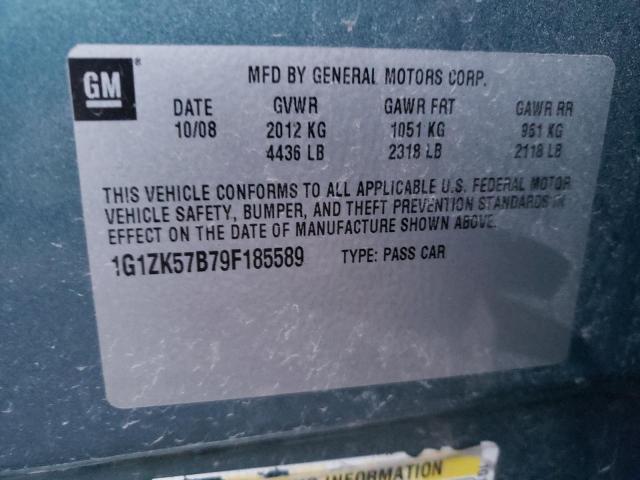 GM
MFD BY GENERAL MOTORS CORP.
DATE GVWR GAWR FRT GAWR RR
10/08 2012 KG 1051 KG 961 KG
4436 LB 2318 LB 2118 LB
THIS VEHICLE CONFORMS TO ALL APPLICABLE U.S. FEDERAL MOTOR
VEHICLE SAFETY, BUMPER, AND THEFT PREVENTION STANDARDS IN
EFFECT ON THE DATE OF MANUFACTURE SHOWN ABOVE.
1G1ZK57B79F185589 TYPE: PASS CAR
INFORMATION